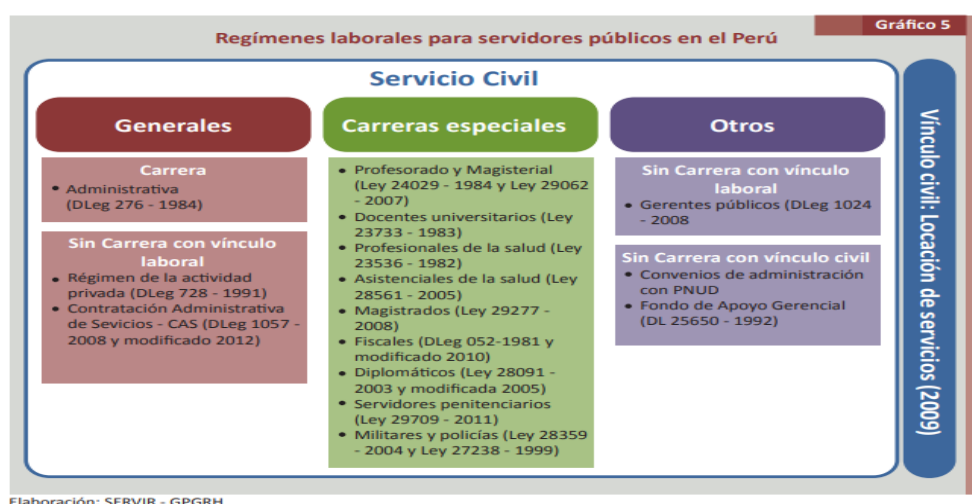 Gráfico 5
Regímenes laborales para servidores públicos en el Perú
Servicio Civil
Generales
Carrera
• Administrativa
(DLeg 276 - 1984)
Sin Carrera con vínculo
laboral
• Régimen de la actividad
privada (DLeg 728 - 1991)
• Contratación Administrativa
de Sevicios - CAS (DLeg 1057 -
2008 y modificado 2012)
Carreras especiales
• Profesorado y Magisterial
(Ley 24029 - 1984 y Ley 29062
- 2007)
• Docentes universitarios (Ley
23733 - 1983)
• Profesionales de la salud (Ley
23536 - 1982)
• Asistenciales de la salud (Ley
28561 - 2005)
• Magistrados (Ley 29277 -
2008)
• Fiscales (DLeg 052-1981 y
modificado 2010)
• Diplomáticos (Ley 28091 -
2003 y modificada 2005)
• Servidores penitenciarios
(Ley 29709 - 2011)
• Militares y policías (Ley 28359
- 2004 y Ley 27238 - 1999)
Otros
Sin Carrera con vínculo
laboral
• Gerentes públicos (DLeg 1024
- 2008
Sin Carrera con vínculo civil
• Convenios de administración
con PNUD
• Fondo de Apoyo Gerencial
(DL 25650 - 1992)
Vínculo civil: Locación de servicios (2009)
Elaboración: SERVIR - GPGRH